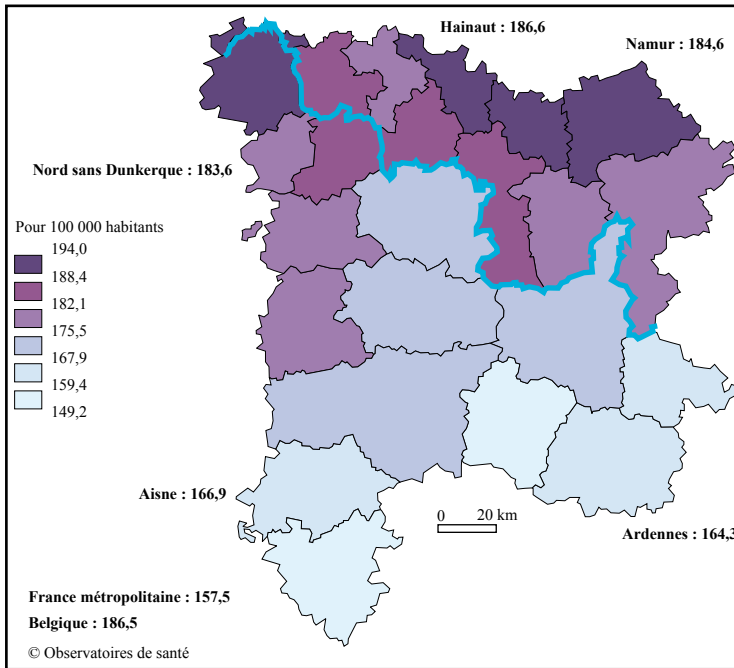 Hainaut : 186,6
Namur : 184,6
Nord sans Dunkerque : 183,6
Pour 100 000 habitants
194,0
188,4
182,1
175,5
167,9
159,4
149,2
Aisne : 166,9
0 20 km
Ardennes : 164,3
France métropolitaine : 157,5
Belgique : 186,5
© Observatoires de santé